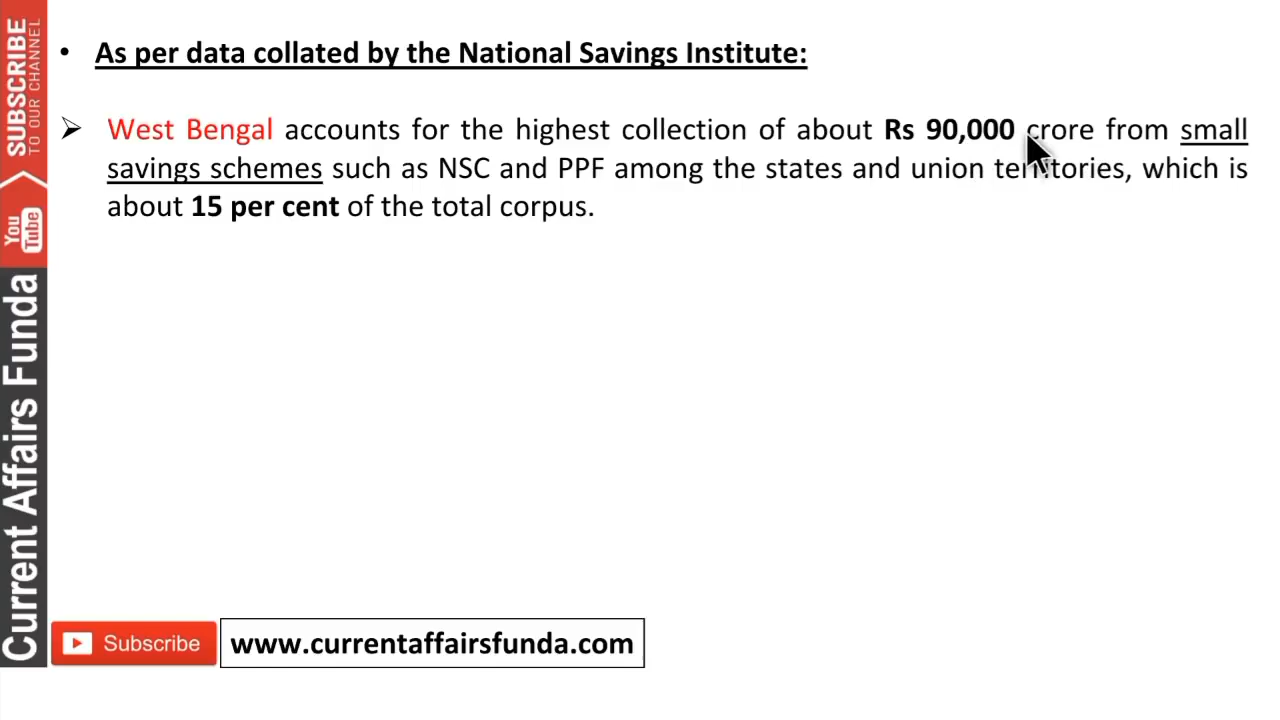 • As per data collated by the National Savings Institute:
➢ West Bengal accounts for the highest collection of about Rs 90,000 crore from small
savings schemes such as NSC and PPF among the states and union territories, which is
about 15 per cent of the total corpus.
SUBSCRIBE
TO OUR CHANNEL
You
Tube
Current Affairs Funda
Subscribe
www.currentaffairsfunda.com